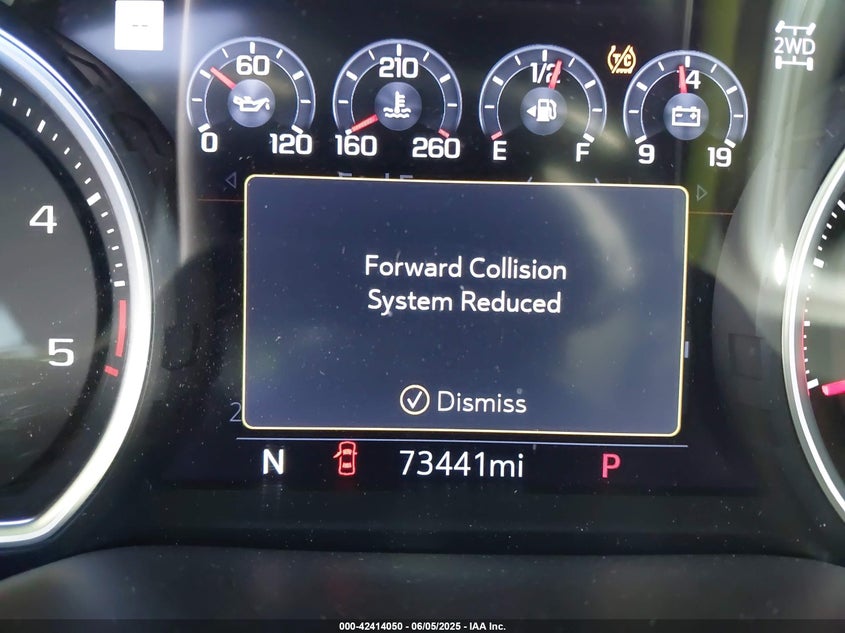 --
60
0 120
210
160 260
1/2
E F
T/C
4
9 19
2WD
4
5
Forward Collision
System Reduced
Dismiss
N 73441mi P
000-42414050 - 06/05/2025 - IAA Inc.